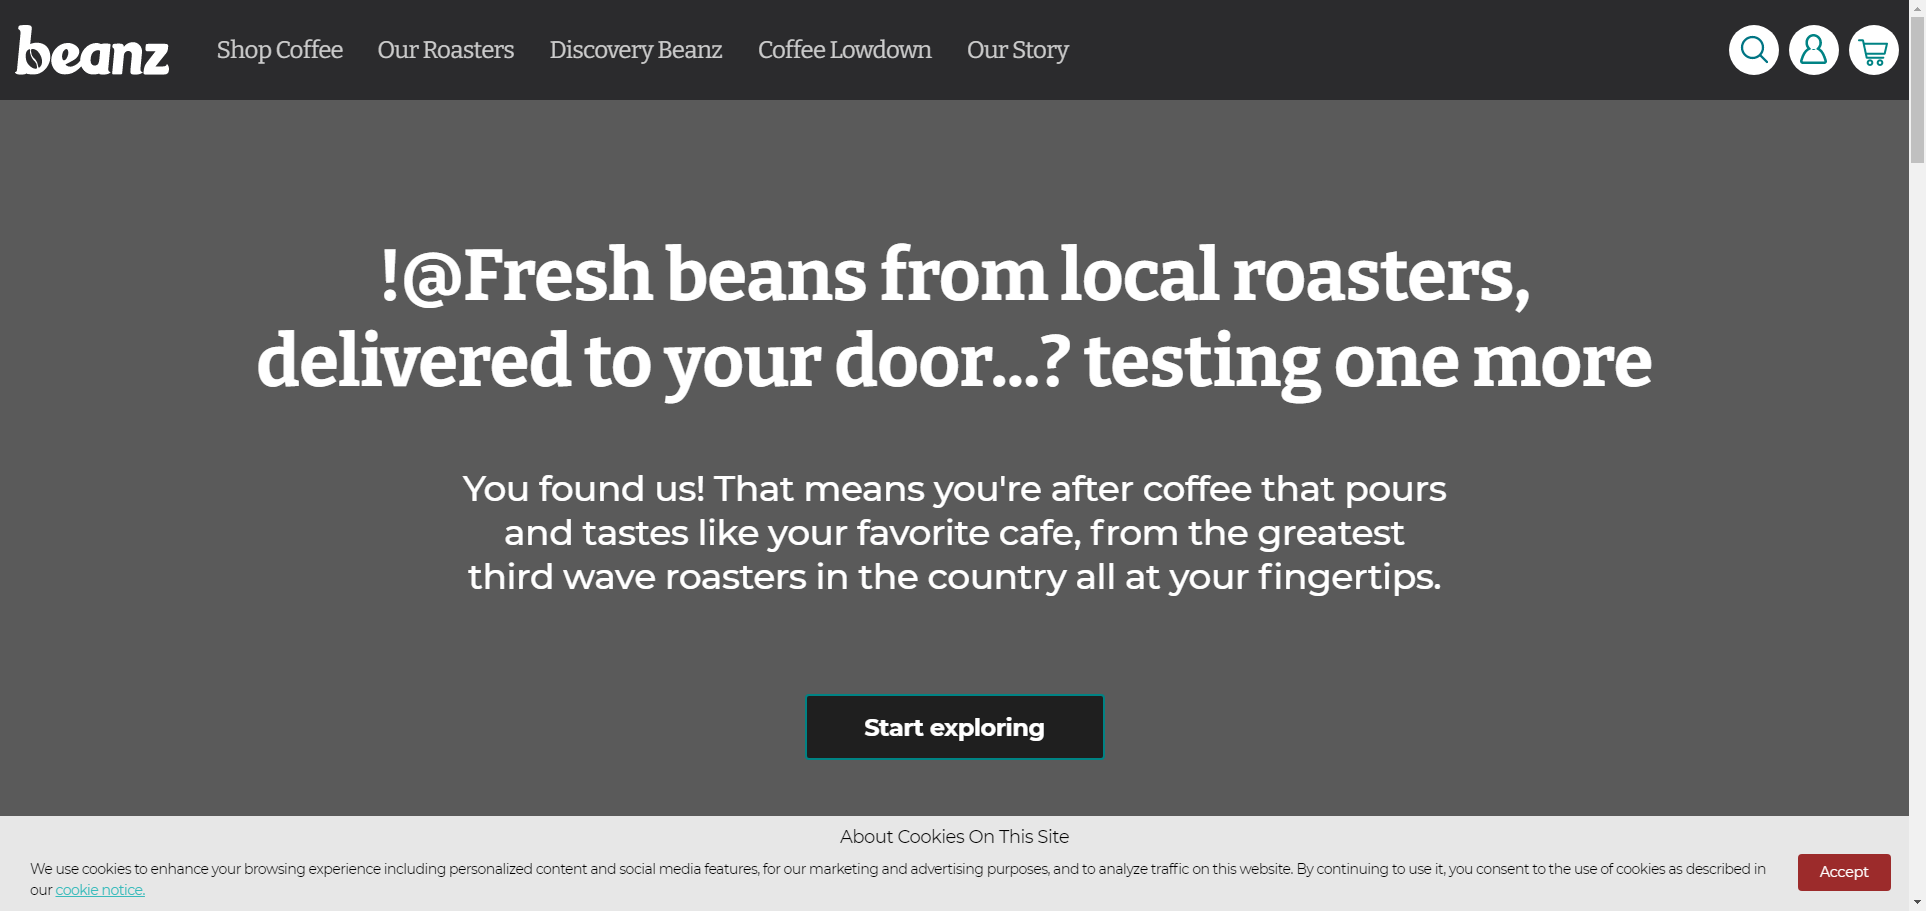 beanz
Shop Coffee
Our Roasters
Discovery Beanz
Coffee Lowdown
Our Story
!@Fresh beans from local roasters,
delivered to your door...? testing one more
You found us! That means you're after coffee that pours
and tastes like your favorite cafe, from the greatest
third wave roasters in the country all at your fingertips.
Start exploring
About Cookies On This Site
We use cookies to enhance your browsing experience including personalized content and social media features, for our marketing and advertising purposes, and to analyze traffic on this website. By continuing to use it, you consent to the use of cookies as described in
our cookie notice.
Accept